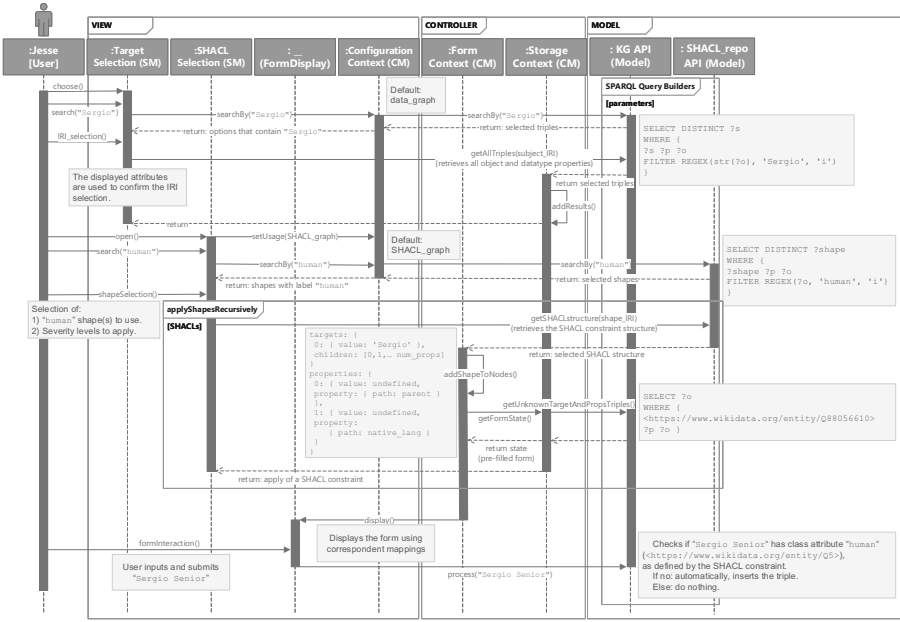 VIEW
CONTROLLER
MODEL
:Jesse
[User]
:Target
Selection (SM)
:SHACL
Selection (SM)
: __
(FormDisplay)
:Configuration
Context (CM)
:Form
Context (CM)
:Storage
Context (CM)
: KG API
(Model)
: SHACL_repo
API (Model)
SPARQL Query Builders
[parameters]
choose()
Default:
data_graph
search("Sergio")
searchBy("Sergio")
searchBy("Sergio")
return: options that contain "Sergio"
return: selected triples
SELECT DISTINCT ?s
WHERE {
?s ?p ?o
FILTER REGEX(str(?o), 'Sergio', 'i')
}
IRI_selection()
getAllTriples(subject_IRI)
(retrieves all object and datatype properties)
The displayed attributes
are used to confirm the IRI
selection.
return selected triples
addResults()
return
open()
setUsage(SHACL_graph)
Default:
SHACL_graph
search("human")
searchBy("human")
searchBy("human")
return: shapes with label "human"
return: selected shapes
SELECT DISTINCT ?shape
WHERE {
?shape ?p ?o
FILTER REGEX(?o, 'human', 'i')
}
shapeSelection()
Selection of:
1) "human" shape(s) to use.
2) Severity levels to apply.
applyShapesRecursively
[SHACLs]
getSHACLstructure(shape_IRI)
(retrieves the SHACL constraint structure)
return: selected SHACL structure
targets: {
0: { value: 'Sergio' },
children: [0,1,… num_props]
}
properties: {
0: { value: undefined,
property: { path: parent }
},
1: { value: undefined,
property:
{ path: native_lang }
}
}
addShapeToNodes()
getUnknownTargetAndPropsTriples()
getFormState()
SELECT ?o
WHERE {
<https://www.wikidata.org/entity/Q88056610>
?p ?o }
return state
(pre-filled form)
return: apply of a SHACL constraint
display()
Displays the form using
correspondent mappings
formInteraction()
User inputs and submits
"Sergio Senior"
process("Sergio Senior")
Checks if "Sergio Senior" has class attribute "human"
(<https://www.wikidata.org/entity/Q5>),
as defined by the SHACL constraint.
If no: automatically, inserts the triple.
Else: do nothing.